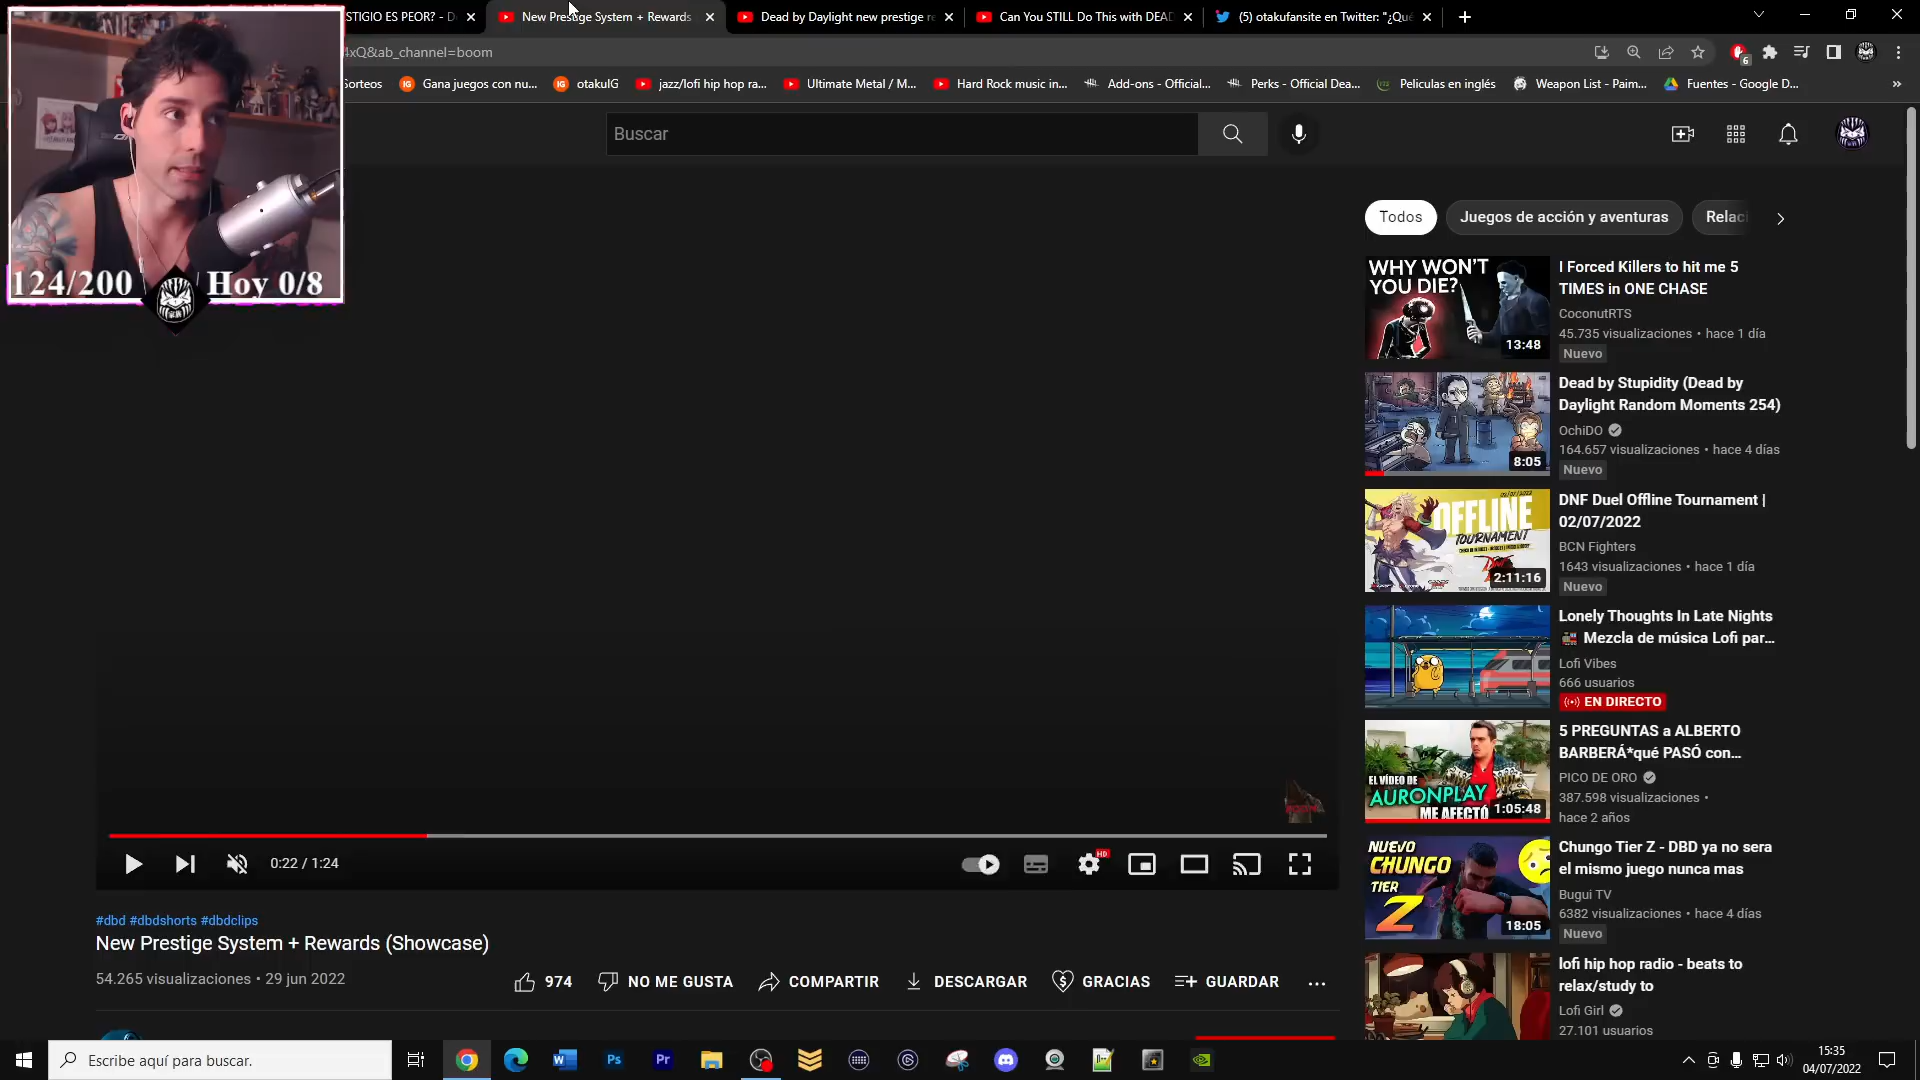 STIGIO ES PEOR? - D
New Prestige System + Rewards
Dead by Daylight new prestige re
Can You STILL Do This with DEAD
(5) otakufansite en Twitter: "¿Qu
4xQ&ab_channel=boom
6
Sorteos
Gana juegos con nu...
otakuIG
jazz/lofi hip hop ra...
Ultimate Metal / M...
Hard Rock music in...
Add-ons - Official...
Perks - Official Dea...
Peliculas en inglés
Weapon List - Paim...
Fuentes - Google D...
»
Buscar
124/200
Hoy 0/8
Todos
Juegos de acción y aventuras
Relaci
WHY WON'T
YOU DIE?
13:48
I Forced Killers to hit me 5
TIMES in ONE CHASE
CoconutRTS
45.735 visualizaciones • hace 1 día
Nuevo
8:05
Dead by Stupidity (Dead by
Daylight Random Moments 254)
OchiDO
164.657 visualizaciones • hace 4 días
Nuevo
OFFLINE
TOURNAMENT
2:11:16
DNF Duel Offline Tournament |
02/07/2022
BCN Fighters
1643 visualizaciones • hace 1 día
Nuevo
Lonely Thoughts In Late Nights
Mezcla de música Lofi par...
Lofi Vibes
666 usuarios
EN DIRECTO
EL VÍDEO DE
AURONPLAY
ME AFECTÓ
1:05:48
5 PREGUNTAS a ALBERTO
BARBERÁ*qué PASÓ con...
PICO DE ORO
387.598 visualizaciones •
hace 2 años
NUEVO
CHUNGO
TIER
Z
18:05
Chungo Tier Z - DBD ya no sera
el mismo juego nunca mas
Bugui TV
6382 visualizaciones • hace 4 días
Nuevo
lofi hip hop radio - beats to
relax/study to
Lofi Girl
27.101 usuarios
0:22 / 1:24
HD
#dbd #dbdshorts #dbdclips
New Prestige System + Rewards (Showcase)
54.265 visualizaciones • 29 jun 2022
974
NO ME GUSTA
COMPARTIR
DESCARGAR
GRACIAS
GUARDAR
Escribe aquí para buscar.
Ps
Pr
15:35
04/07/2022